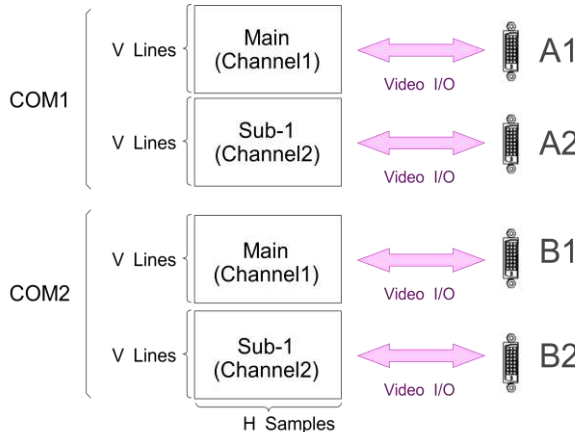 COM1
V Lines
Main
(Channel1)
Video I/O
A1
V Lines
Sub-1
(Channel2)
Video I/O
A2
COM2
V Lines
Main
(Channel1)
Video I/O
B1
V Lines
Sub-1
(Channel2)
Video I/O
B2
H Samples